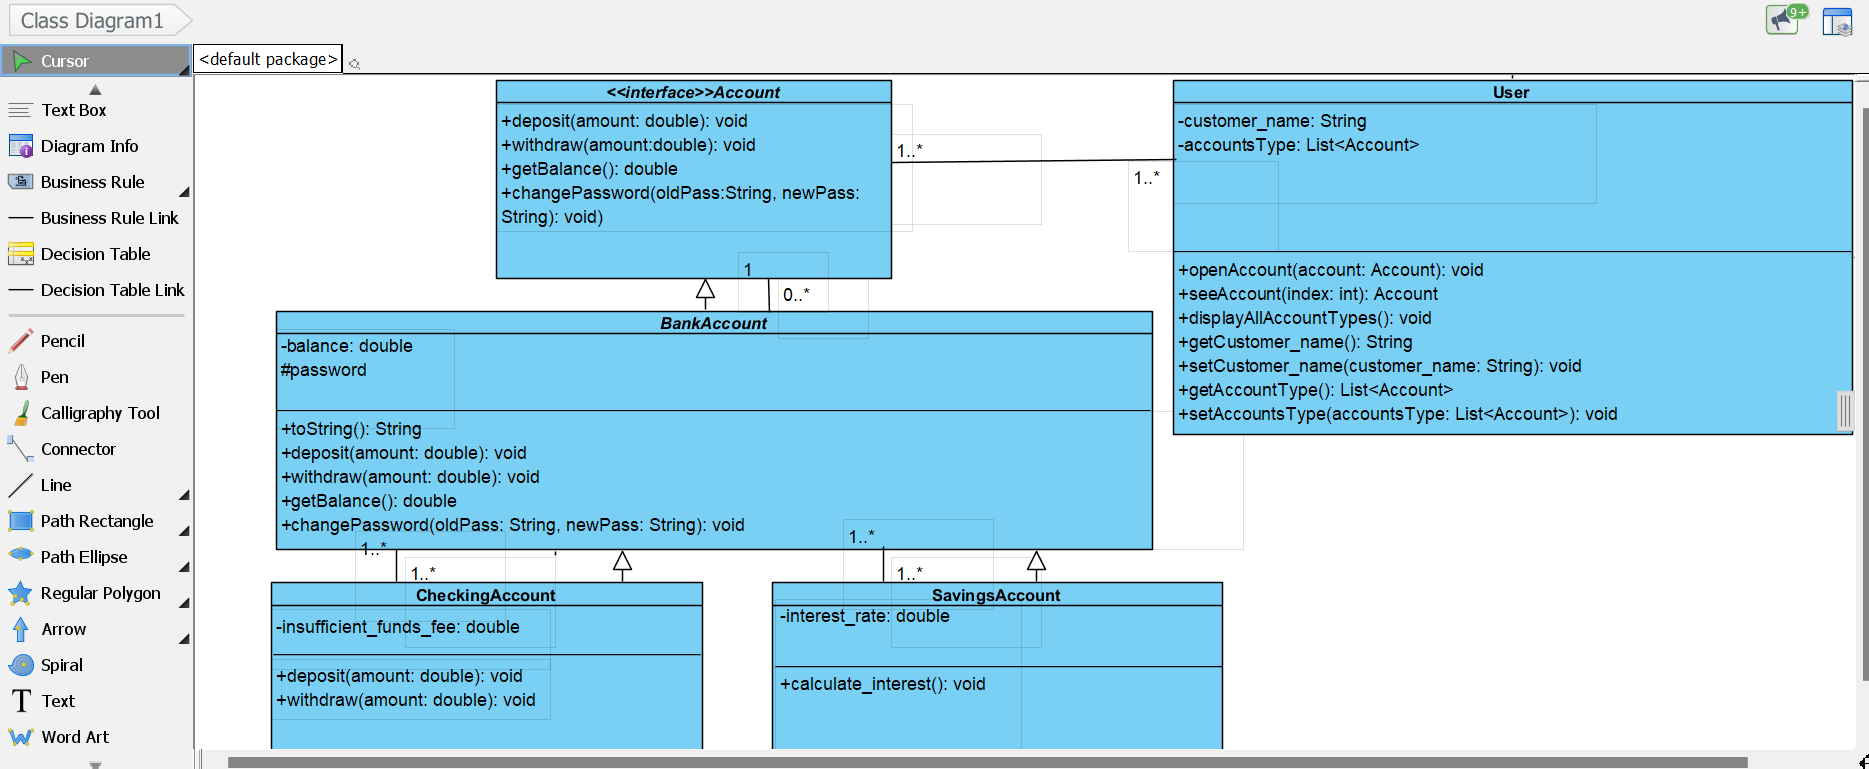 Class Diagram1
9+
Cursor
<default package>
Text Box
Diagram Info
Business Rule
Business Rule Link
Decision Table
Decision Table Link
Pencil
Pen
Calligraphy Tool
Connector
Line
Path Rectangle
Path Ellipse
Regular Polygon
Arrow
Spiral
T Text
Word Art
<<interface>>Account
+deposit(amount: double): void
+withdraw(amount:double): void
+getBalance(): double
+changePassword(oldPass:String, newPass:
String): void)
1..*
1..*
User
-customer_name: String
-accountsType: List<Account>
+openAccount(account: Account): void
+seeAccount(index: int): Account
+displayAllAccountTypes(): void
+getCustomer_name(): String
+setCustomer_name(customer_name: String): void
+getAccountType(): List<Account>
+setAccountsType(accountsType: List<Account>): void
1
0..*
BankAccount
-balance: double
#password
+toString(): String
+deposit(amount: double): void
+withdraw(amount: double): void
+getBalance(): double
+changePassword(oldPass: String, newPass: String): void
1..*
1..*
1..*
1..*
CheckingAccount
-insufficient_funds_fee: double
+deposit(amount: double): void
+withdraw(amount: double): void
SavingsAccount
-interest_rate: double
+calculate_interest(): void